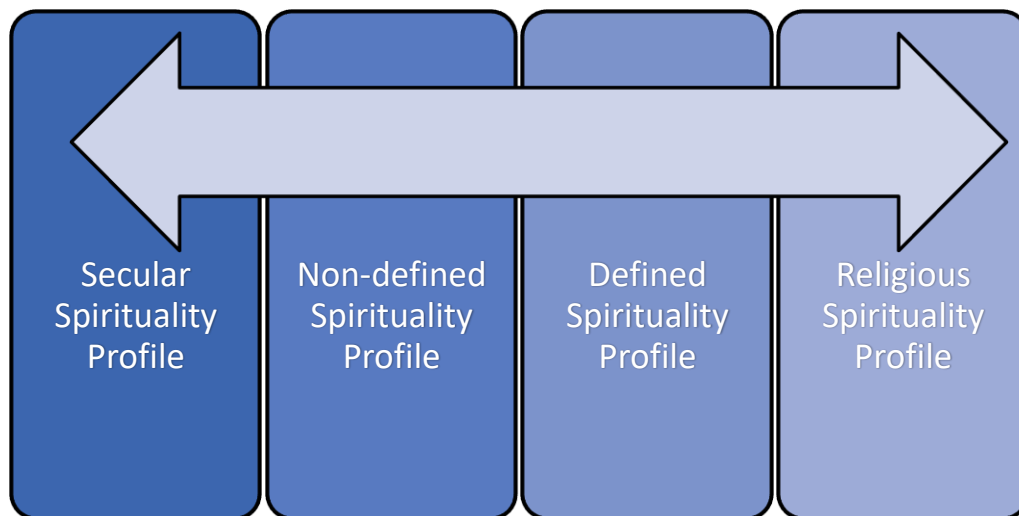 Secular
Spirituality
Profile
Non-defined
Spirituality
Profile
Defined
Spirituality
Profile
Religious
Spirituality
Profile